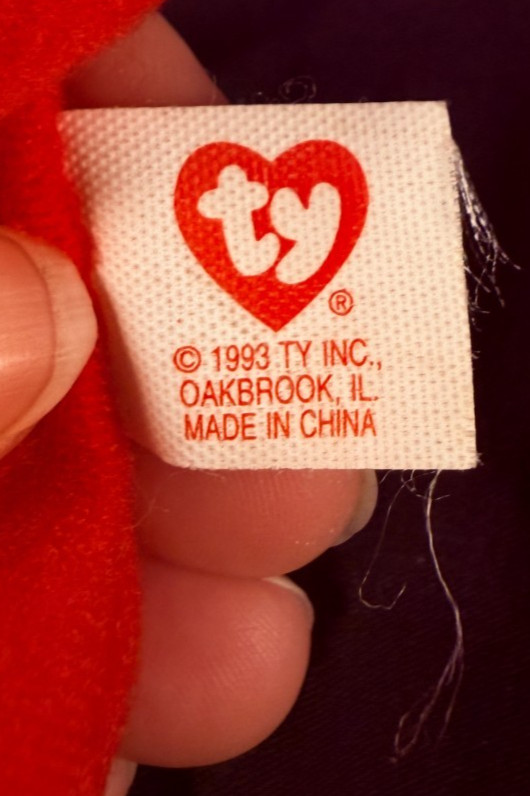 ty
®
© 1993 TY INC.,
OAKBROOK, IL.
MADE IN CHINA